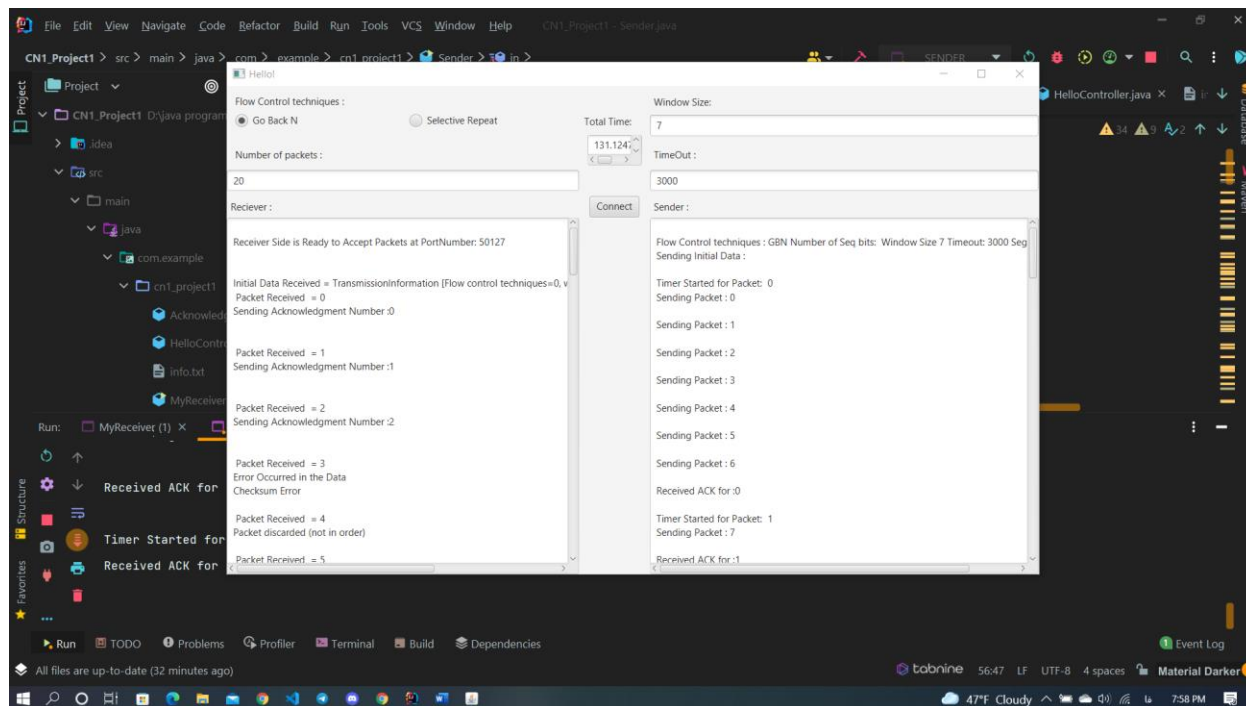 File Edit View Navigate Code Refactor Build Run Tools VCS Window Help CN1_Project1 - Sender.java
CN1_Project1 > src > main > java > com > example > cn1_project1 > Sender > in >
SENDER
Project
HelloController.java
CN1_Project1 D:\java program
34 9 2
.idea
src
main
java
com.example
cn1_project1
Acknowled
HelloContro
info.txt
MyReceiver
Hello!
Flow Control techniques :
Go Back N
Selective Repeat
Total Time:
131.124
Window Size:
7
Number of packets :
20
TimeOut :
3000
Reciever :
Connect
Sender :
Receiver Side is Ready to Accept Packets at PortNumber: 50127
Initial Data Received = TransmissionInformation [Flow control techniques=0, w
Packet Received = 0
Sending Acknowledgment Number :0
Packet Received = 1
Sending Acknowledgment Number :1
Packet Received = 2
Sending Acknowledgment Number :2
Packet Received = 3
Error Occurred in the Data
Checksum Error
Packet Received = 4
Packet discarded (not in order)
Packet Received = 5
Flow Control techniques : GBN Number of Seq bits: Window Size 7 Timeout: 3000 Seg
Sending Initial Data :
Timer Started for Packet: 0
Sending Packet : 0
Sending Packet : 1
Sending Packet : 2
Sending Packet : 3
Sending Packet : 4
Sending Packet : 5
Sending Packet : 6
Received ACK for :0
Timer Started for Packet: 1
Sending Packet : 7
Received ACK for :1
Database
Maven
Project
Structure
Favorites
Run: MyReceiver (1)
Received ACK for
Timer Started for
Received ACK for
Run TODO Problems Profiler Terminal Build Dependencies
1 Event Log
All files are up-to-date (32 minutes ago)
tabnine 56:47 LF UTF-8 4 spaces Material Darker
47°F Cloudy فا 7:58 PM